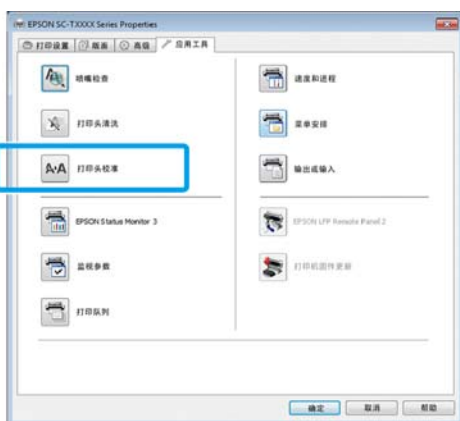 EPSON SC-TXXXX Series Properties
打印设置 版面 高级 应用工具
喷嘴检查
打印头清洗
打印头校准
EPSON Status Monitor 3
监视参数
打印队列
速度和进程
菜单安排
输出或输入
EPSON LFP Remote Panel 2
打印机固件更新
确定 取消 帮助